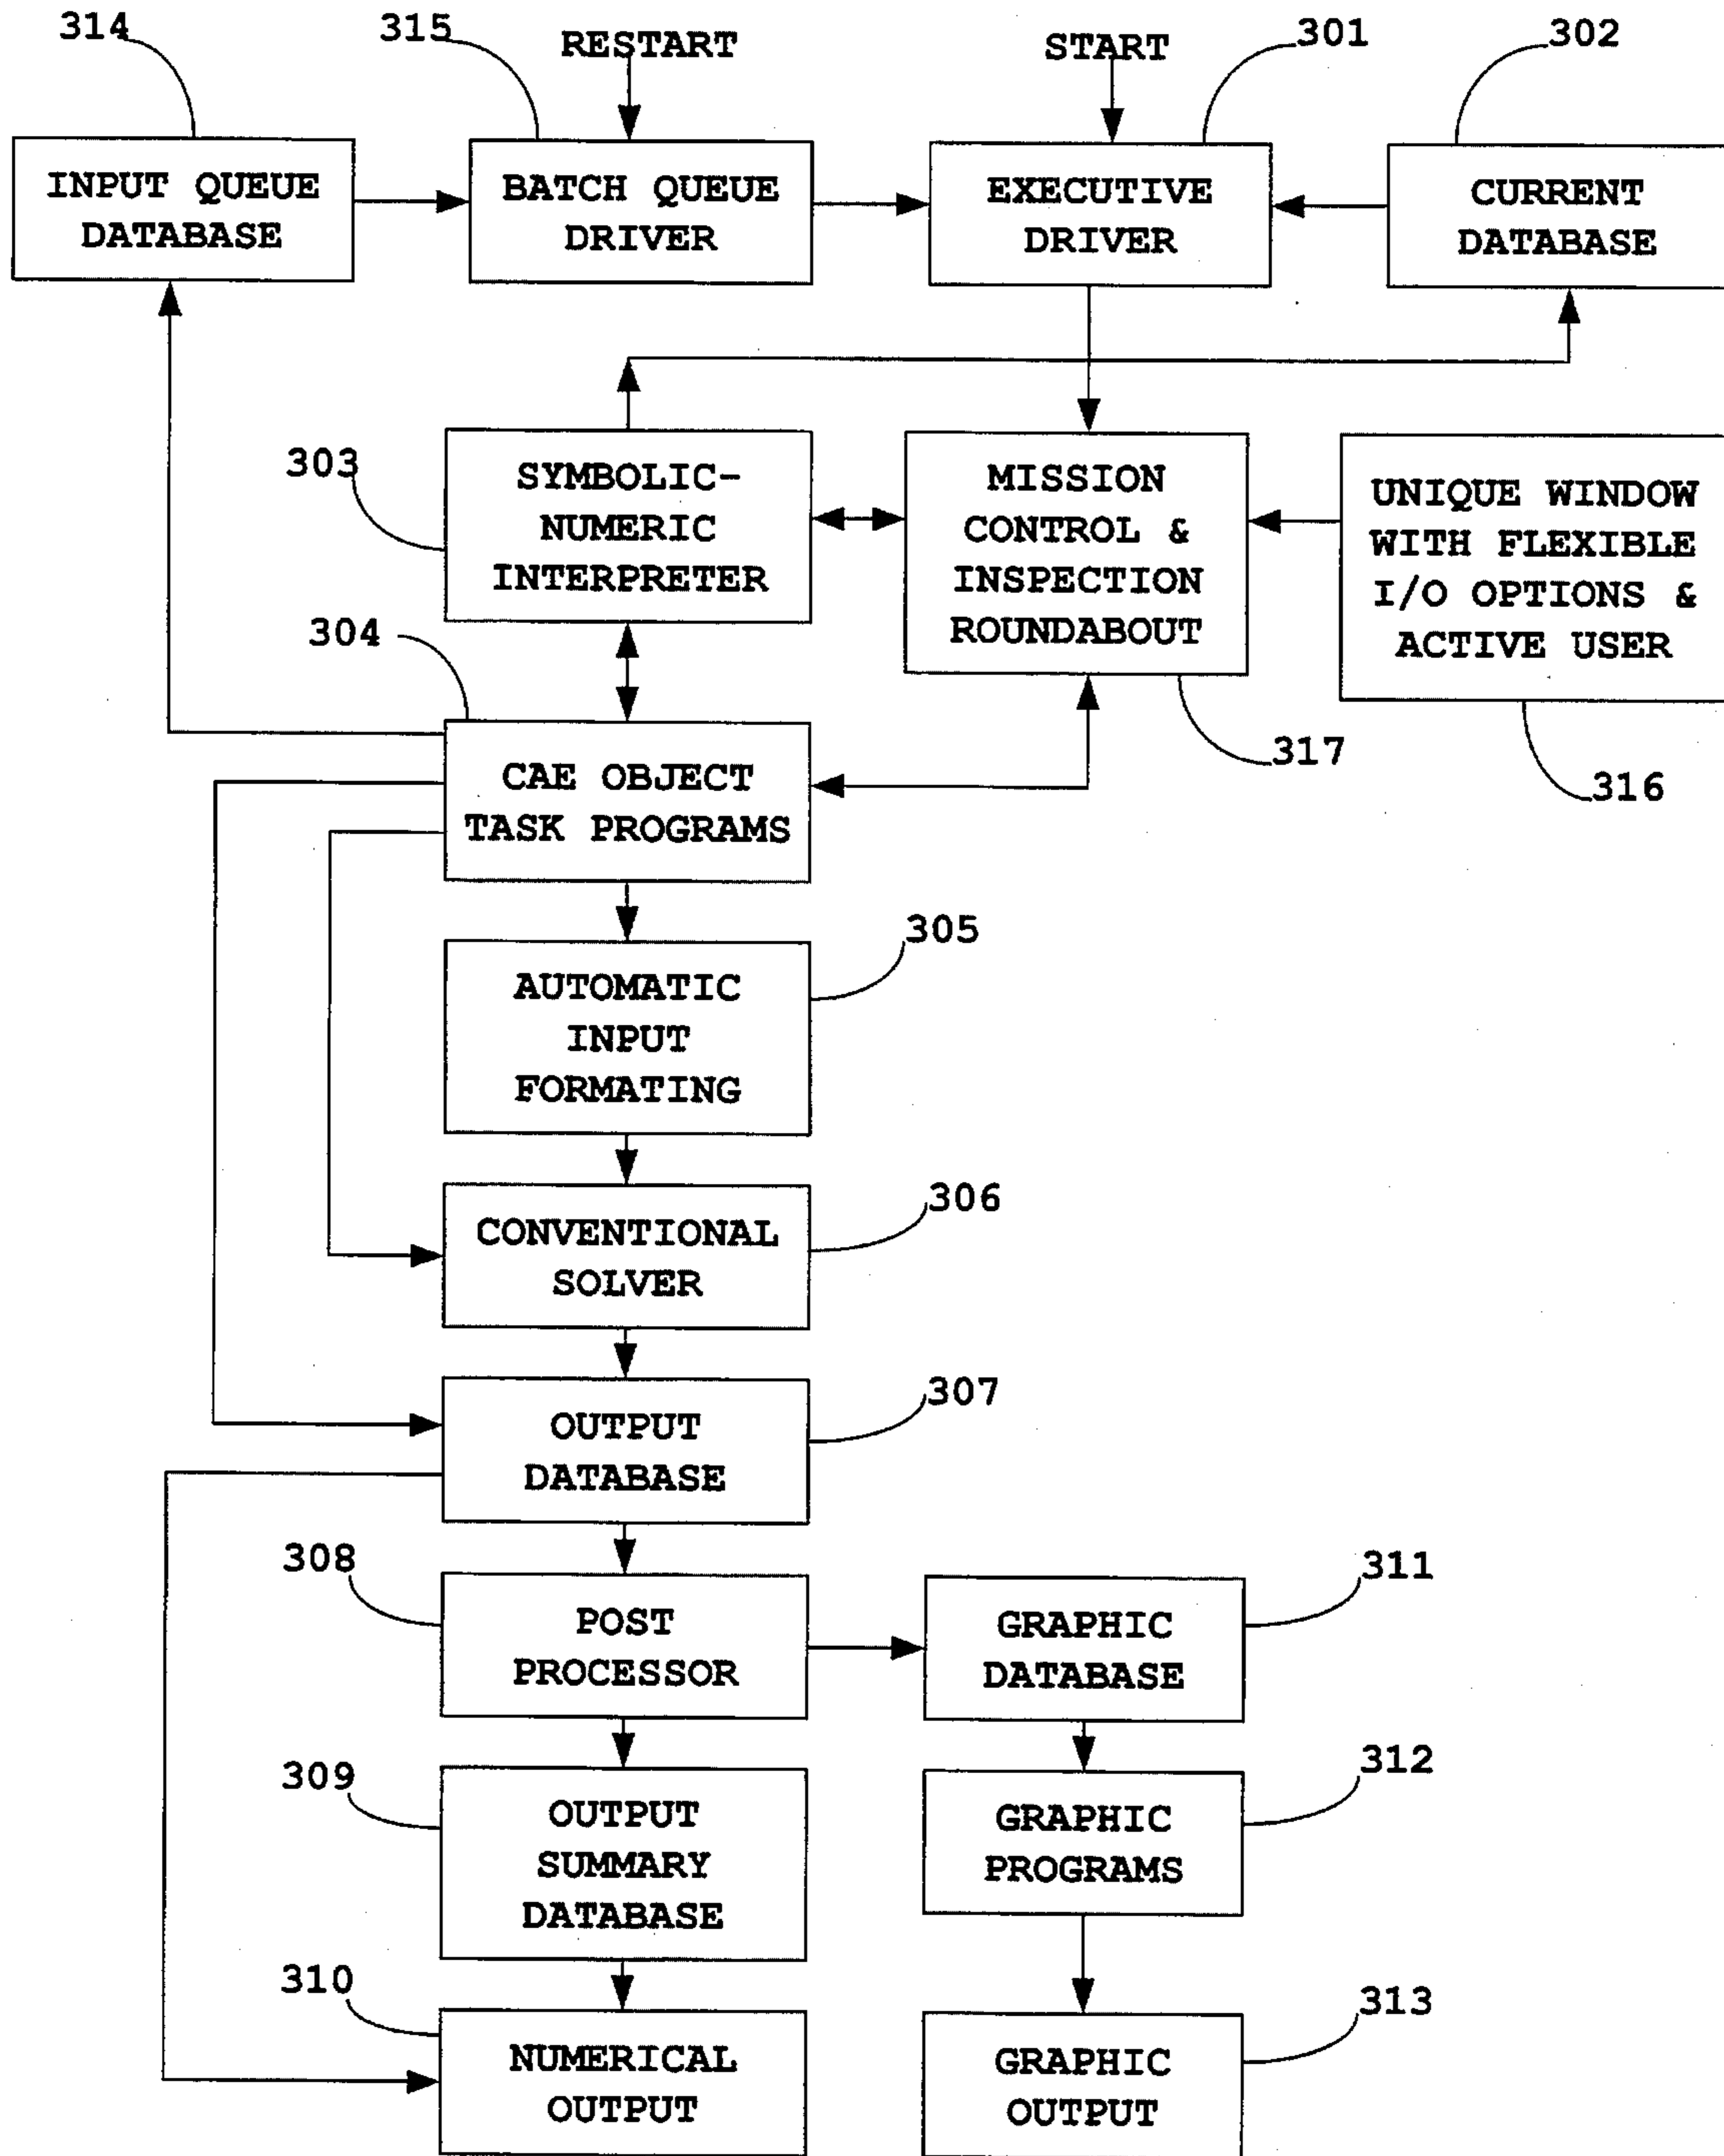 314
315
RESTART
START
301
302
INPUT QUEUE
DATABASE
BATCH QUEUE
DRIVER
EXECUTIVE
DRIVER
CURRENT
DATABASE
303
SYMBOLIC-
NUMERIC
INTERPRETER
MISSION
CONTROL &
INSPECTION
ROUNDABOUT
UNIQUE WINDOW
WITH FLEXIBLE
I/O OPTIONS &
ACTIVE USER
304
317
316
CAE OBJECT
TASK PROGRAMS
305
AUTOMATIC
INPUT
FORMATING
306
CONVENTIONAL
SOLVER
307
OUTPUT
DATABASE
308
POST
PROCESSOR
311
GRAPHIC
DATABASE
309
OUTPUT
SUMMARY
DATABASE
312
GRAPHIC
PROGRAMS
310
NUMERICAL
OUTPUT
313
GRAPHIC
OUTPUT